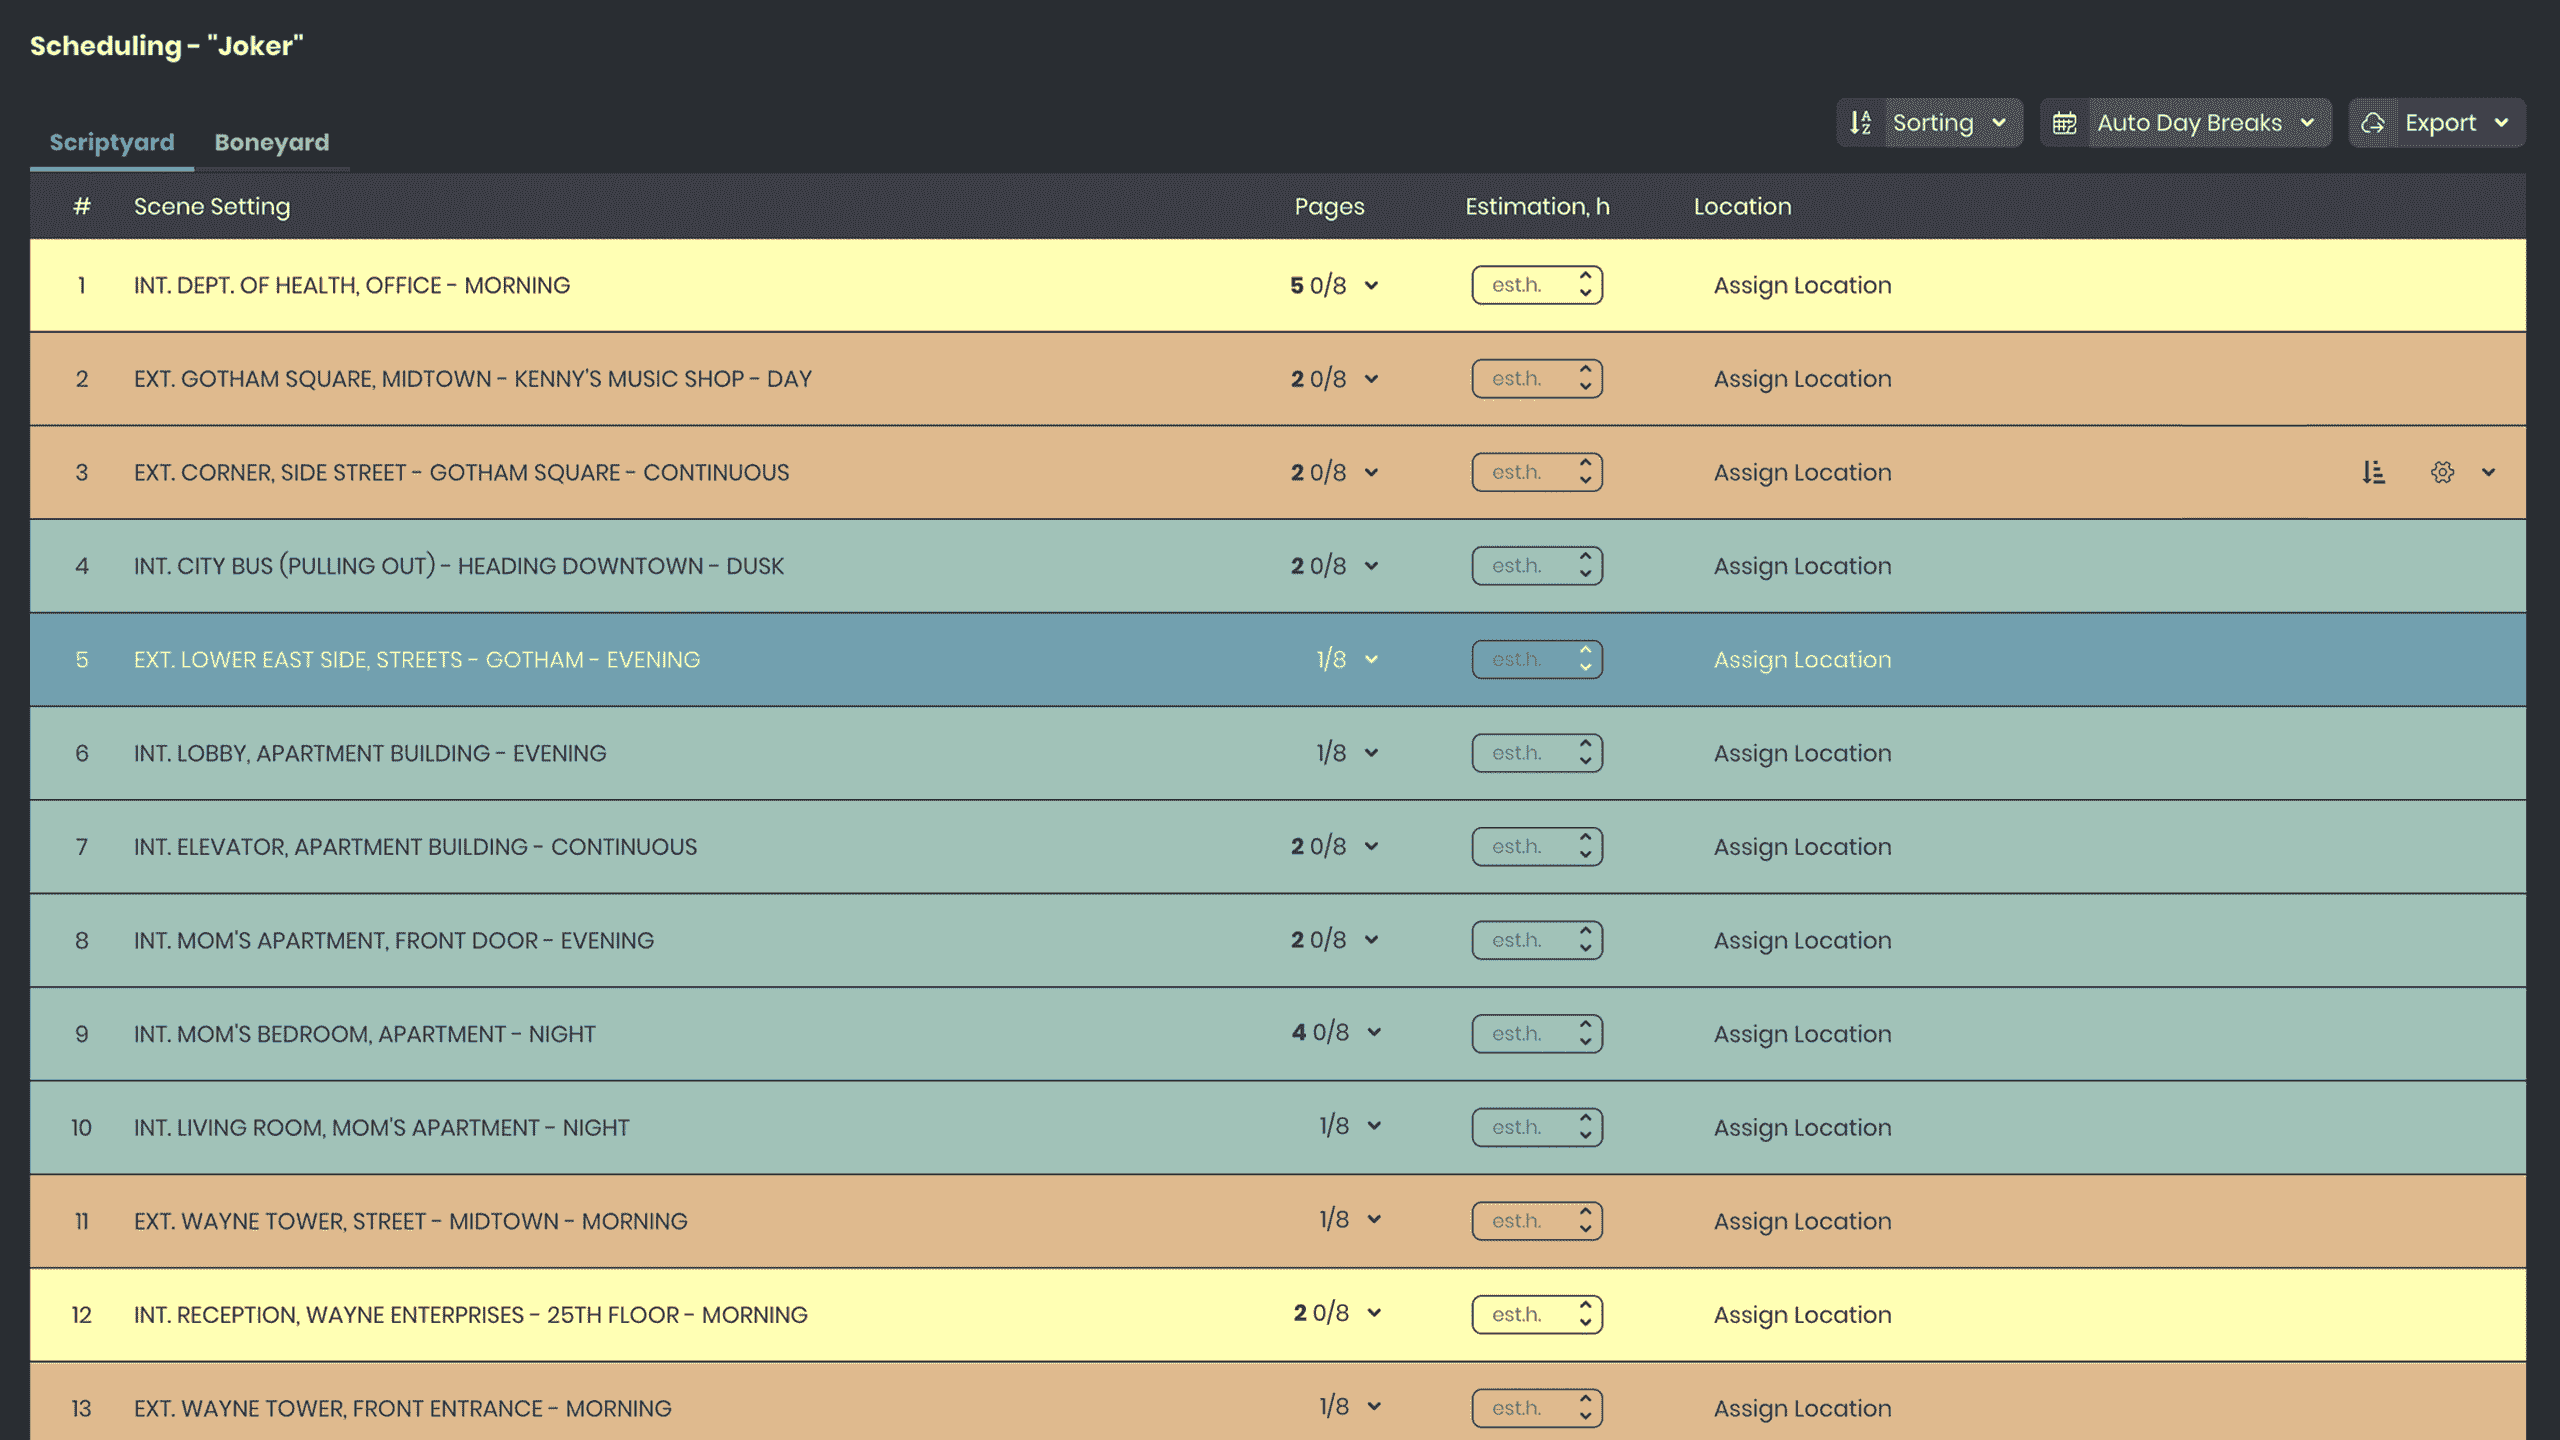 Scheduling - "Joker"
Sorting Auto Day Breaks Export
Scriptyard Boneyard
# Scene Setting Pages Estimation, h Location
1 INT. DEPT. OF HEALTH, OFFICE - MORNING 5 0/8 est.h. Assign Location
2 EXT. GOTHAM SQUARE, MIDTOWN - KENNY'S MUSIC SHOP - DAY 2 0/8 est.h. Assign Location
3 EXT. CORNER, SIDE STREET - GOTHAM SQUARE - CONTINUOUS 2 0/8 est.h. Assign Location
4 INT. CITY BUS (PULLING OUT) - HEADING DOWNTOWN - DUSK 2 0/8 est.h. Assign Location
5 EXT. LOWER EAST SIDE, STREETS - GOTHAM - EVENING 1/8 est.h. Assign Location
6 INT. LOBBY, APARTMENT BUILDING - EVENING 1/8 est.h. Assign Location
7 INT. ELEVATOR, APARTMENT BUILDING - CONTINUOUS 2 0/8 est.h. Assign Location
8 INT. MOM'S APARTMENT, FRONT DOOR - EVENING 2 0/8 est.h. Assign Location
9 INT. MOM'S BEDROOM, APARTMENT - NIGHT 4 0/8 est.h. Assign Location
10 INT. LIVING ROOM, MOM'S APARTMENT - NIGHT 1/8 est.h. Assign Location
11 EXT. WAYNE TOWER, STREET - MIDTOWN - MORNING 1/8 est.h. Assign Location
12 INT. RECEPTION, WAYNE ENTERPRISES - 25TH FLOOR - MORNING 2 0/8 est.h. Assign Location
13 EXT. WAYNE TOWER, FRONT ENTRANCE - MORNING 1/8 est.h. Assign Location